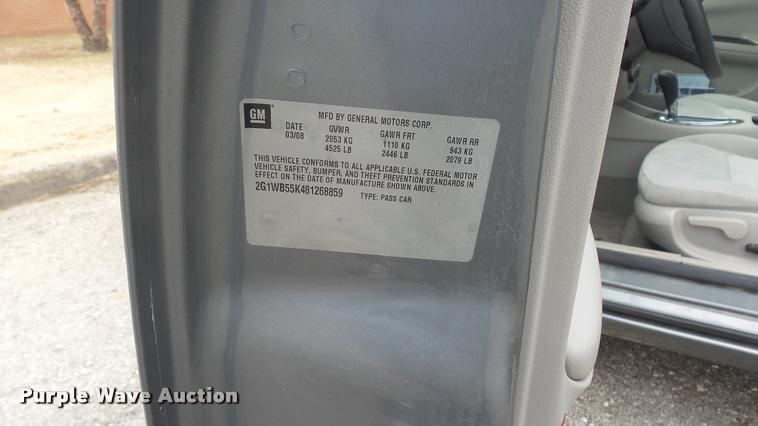 GM
MFD BY GENERAL MOTORS CORP.
DATE GVWR GAWR FRT GAWR RR
03/08 2053 KG 1110 KG 943 KG
4525 LB 2446 LB 2079 LB
THIS VEHICLE CONFORMS TO ALL APPLICABLE U.S. FEDERAL MOTOR
VEHICLE SAFETY, BUMPER, AND THEFT PREVENTION STANDARDS IN
EFFECT ON THE DATE OF MANUFACTURE SHOWN ABOVE.
2G1WB55K481268859 TYPE: PASS CAR
Purple Wave Auction